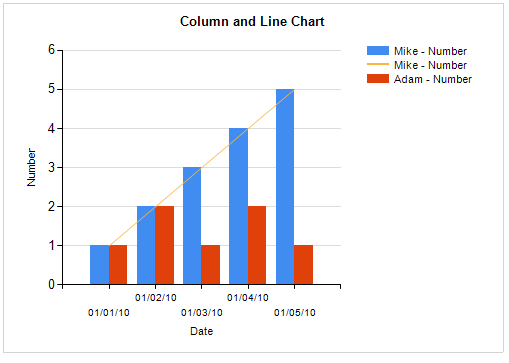 Column and Line Chart
Mike - Number
Mike - Number
Adam - Number
Number
6
5
4
3
2
1
0
01/01/10
01/02/10
01/03/10
01/04/10
01/05/10
Date